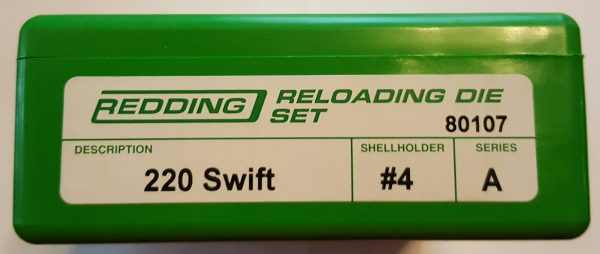 REDDING RELOADING DIE
SET
80107
DESCRIPTION SHELLHOLDER SERIES
220 Swift #4 A